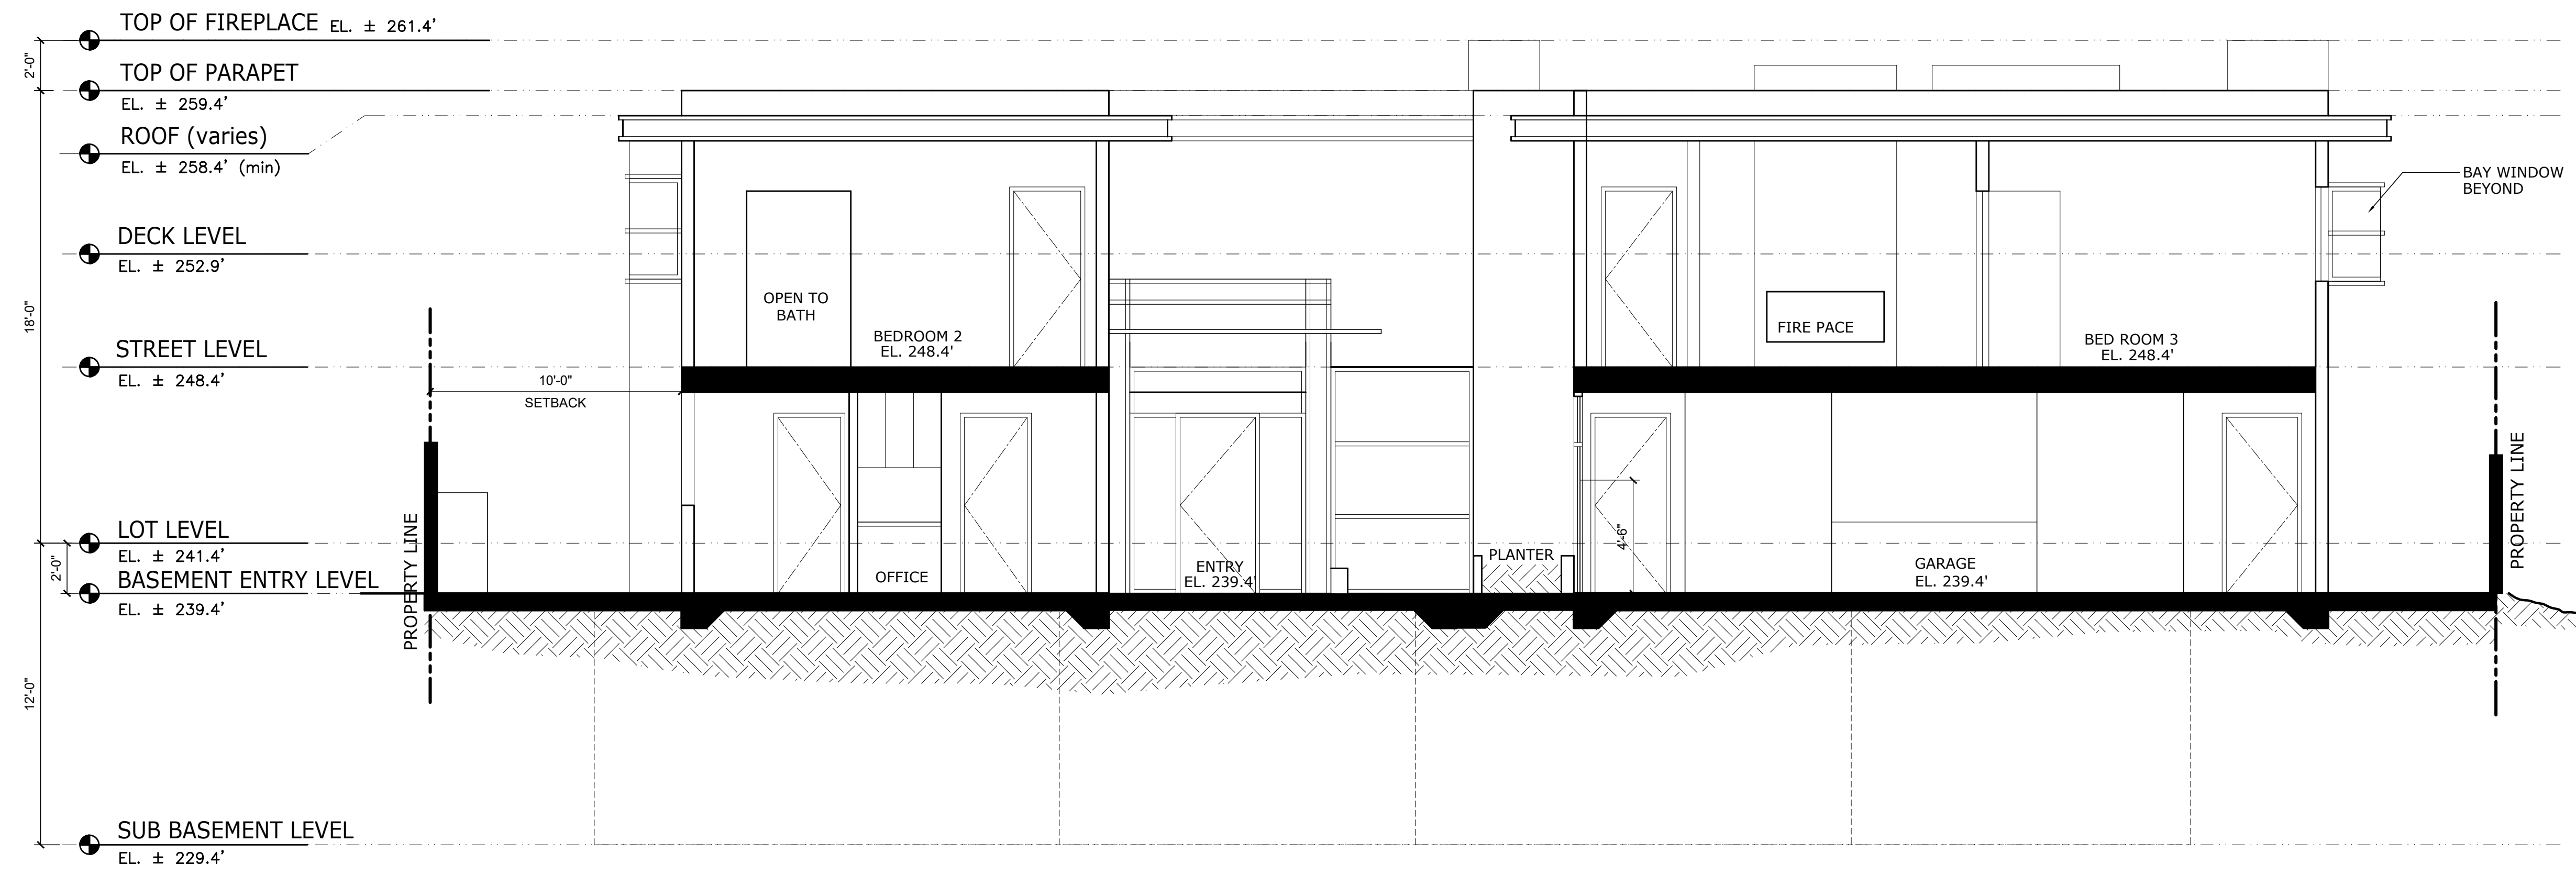 TOP OF FIREPLACE EL. ± 261.4'
2'-0"
TOP OF PARAPET
EL. ± 259.4'
ROOF (varies)
EL. ± 258.4' (min)
BAY WINDOW
BEYOND
DECK LEVEL
EL. ± 252.9'
18'-0"
OPEN TO
BATH
BEDROOM 2
EL. 248.4'
FIRE PACE
BED ROOM 3
EL. 248.4'
STREET LEVEL
EL. ± 248.4'
10'-0"
SETBACK
LOT LEVEL
EL. ± 241.4'
2'-0"
BASEMENT ENTRY LEVEL
EL. ± 239.4'
PROPERTY LINE
OFFICE
ENTRY
EL. 239.4'
PLANTER
4'-6"
GARAGE
EL. 239.4'
PROPERTY LINE
12'-0"
SUB BASEMENT LEVEL
EL. ± 229.4'